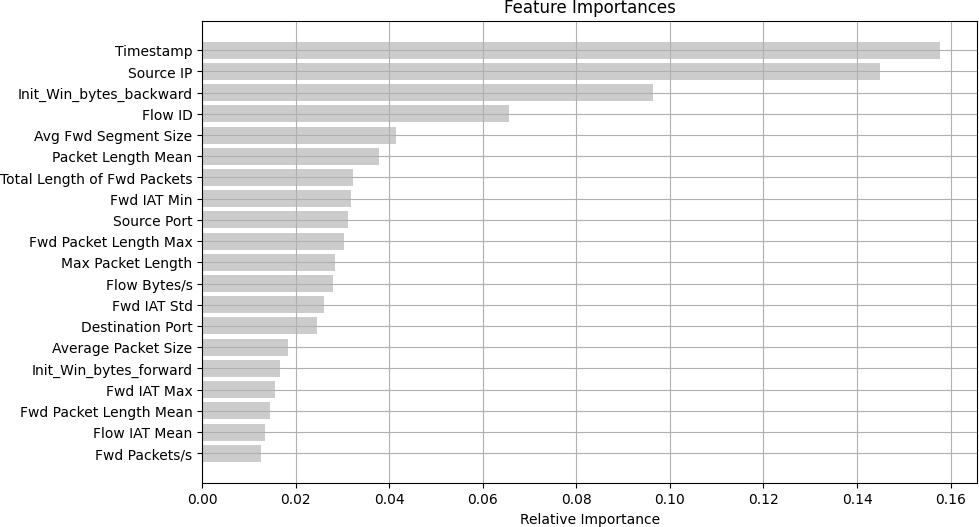 Feature Importances
Timestamp
Source IP
Init_Win_bytes_backward
Flow ID
Avg Fwd Segment Size
Packet Length Mean
Total Length of Fwd Packets
Fwd IAT Min
Source Port
Fwd Packet Length Max
Max Packet Length
Flow Bytes/s
Fwd IAT Std
Destination Port
Average Packet Size
Init_Win_bytes_forward
Fwd IAT Max
Fwd Packet Length Mean
Flow IAT Mean
Fwd Packets/s
0.00 0.02 0.04 0.06 0.08 0.10 0.12 0.14 0.16
Relative Importance